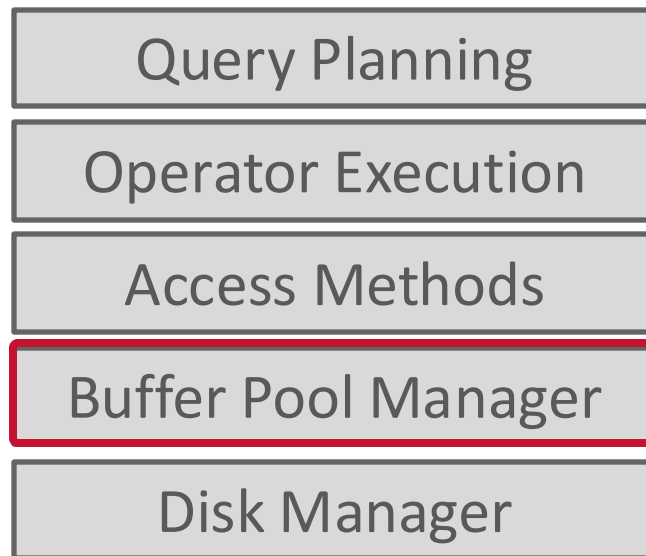 Query Planning
Operator Execution
Access Methods
Buffer Pool Manager
Disk Manager